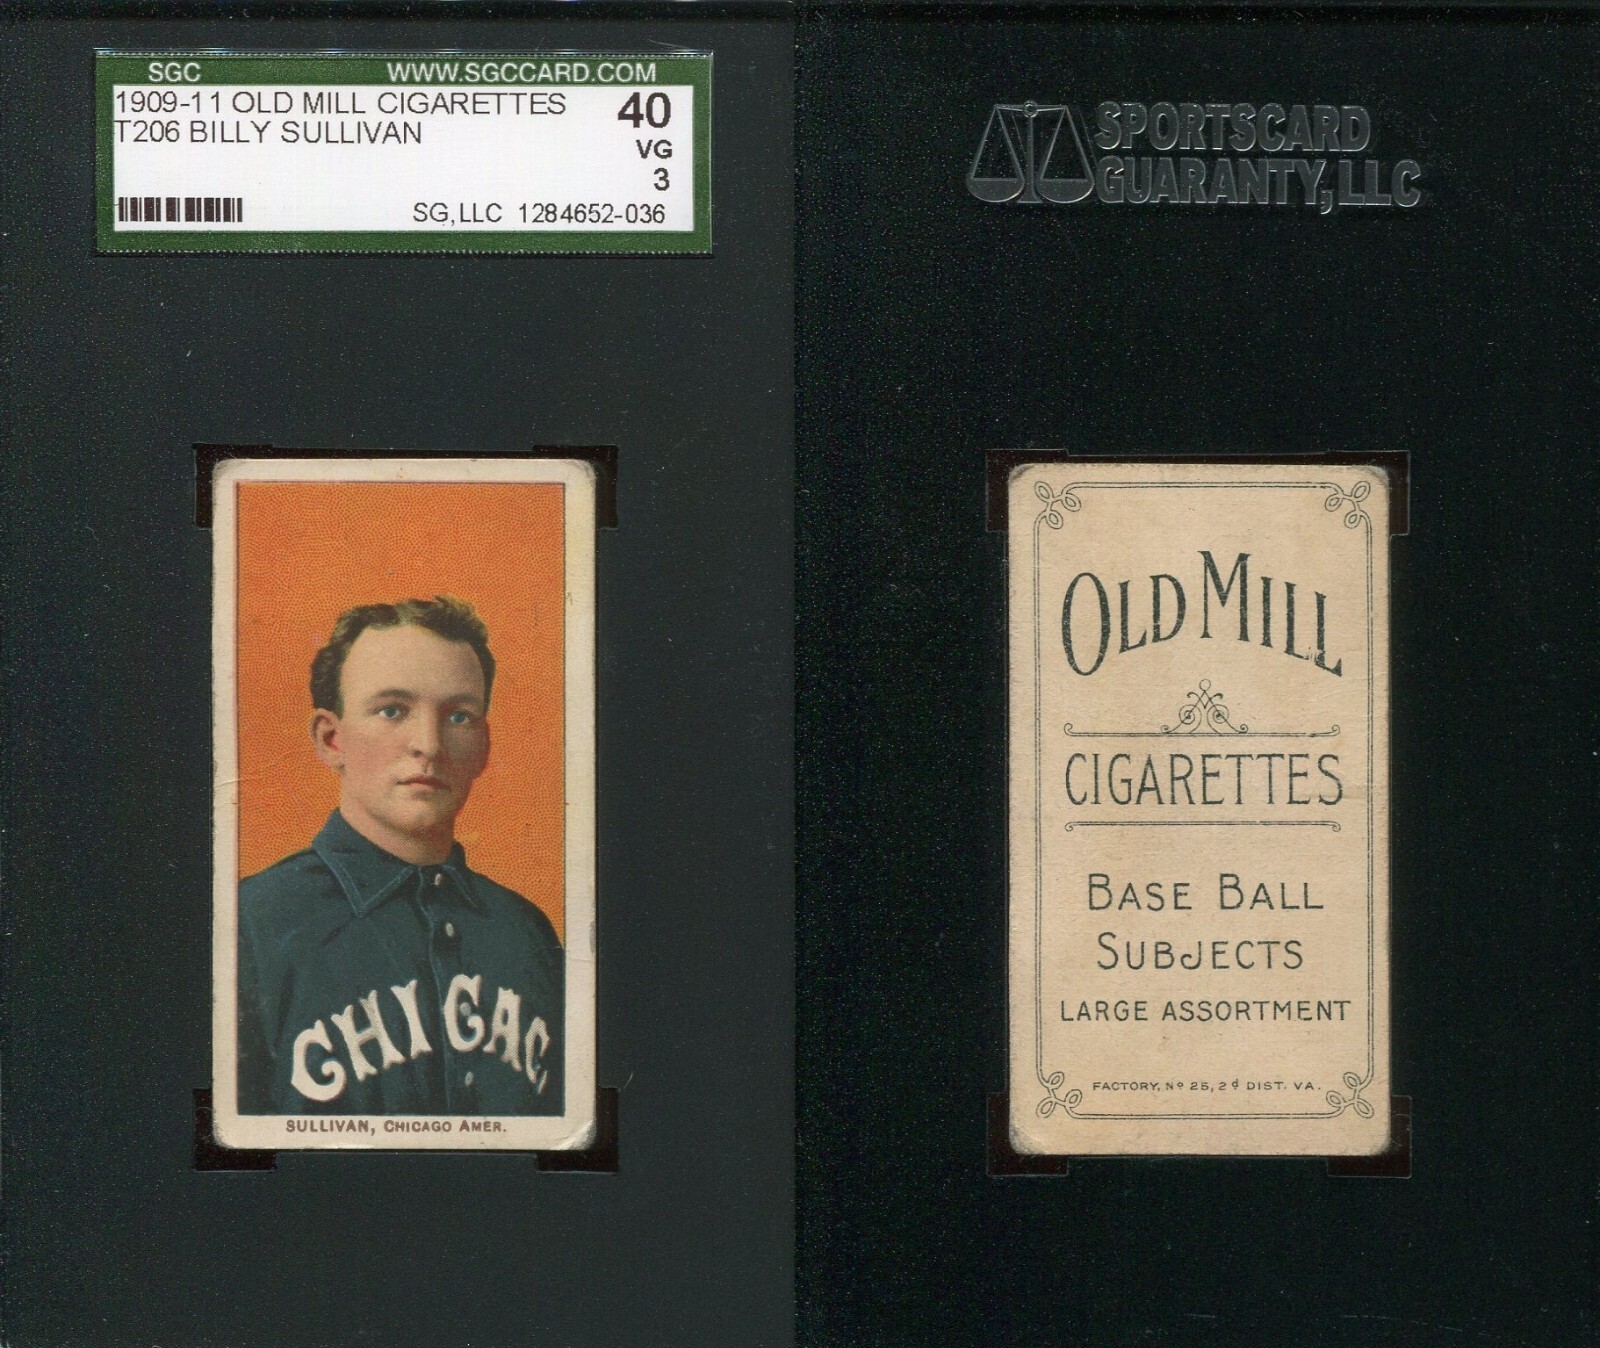 SGC WWW.SGCCARD.COM
1909-11 OLD MILL CIGARETTES 40
T206 BILLY SULLIVAN VG
3
SG,LLC 1284652-036
CHICAG
SULLIVAN, CHICAGO AMER.
SPORTSCARD
GUARANTY, LLC
OLD MILL
CIGARETTES
BASE BALL
SUBJECTS
LARGE ASSORTMENT
FACTORY, Nº 25, 2d DIST. VA.